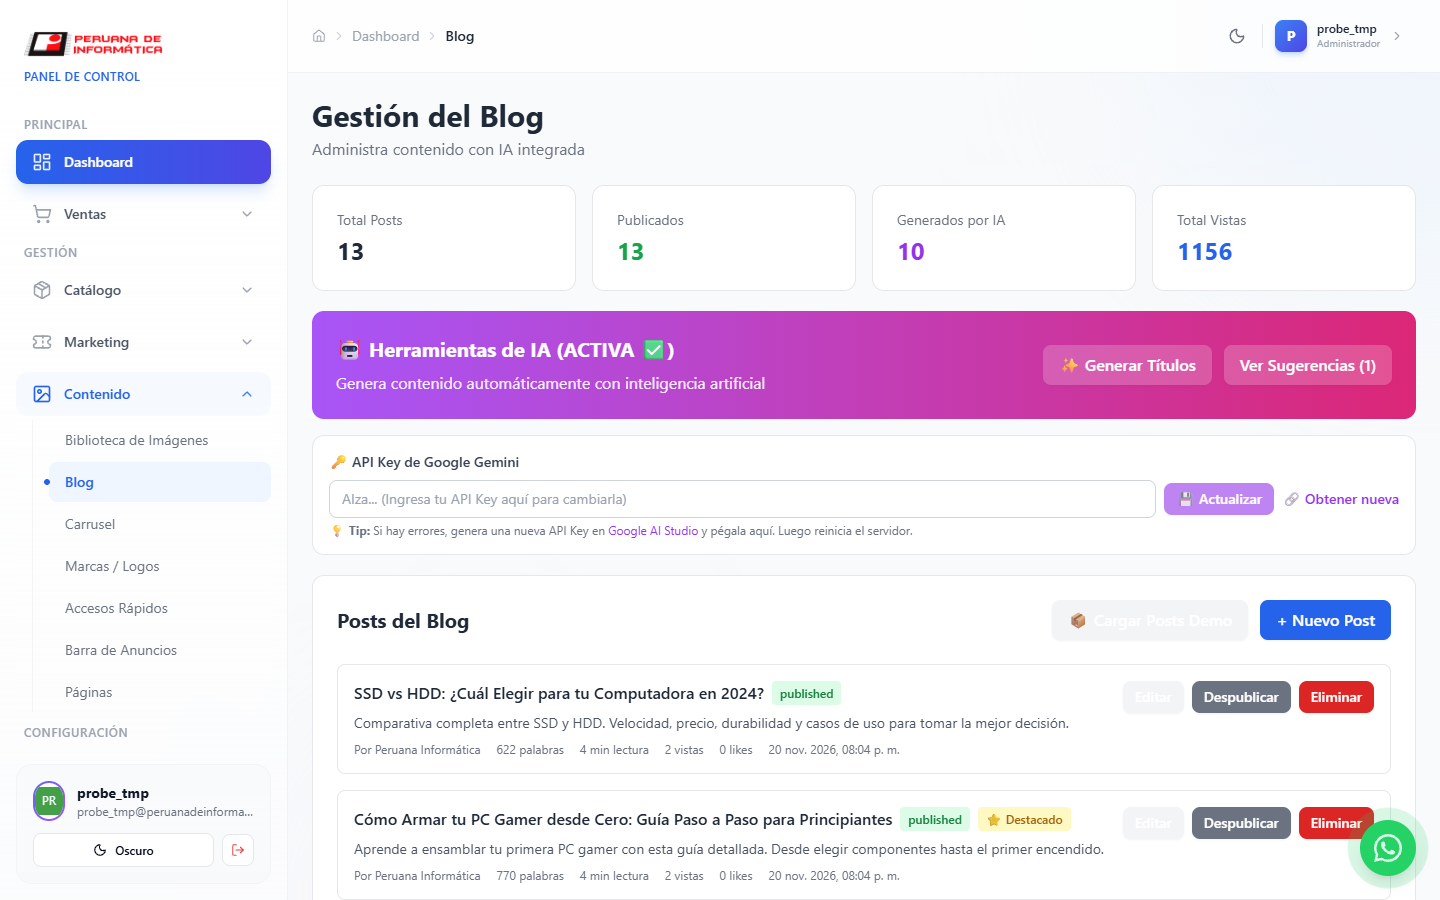 PERUANA DE
INFORMÁTICA
PANEL DE CONTROL
PRINCIPAL
Dashboard
Ventas
GESTIÓN
Catálogo
Marketing
Contenido
Biblioteca de Imágenes
Blog
Carrusel
Marcas / Logos
Accesos Rápidos
Barra de Anuncios
Páginas
CONFIGURACIÓN
PR
probe_tmp
probe_tmp@peruanadeinforma...
Oscuro
Dashboard
Blog
P
probe_tmp
Administrador
Gestión del Blog
Administra contenido con IA integrada
Total Posts
13
Publicados
13
Generados por IA
10
Total Vistas
1156
🤖 Herramientas de IA (ACTIVA ✅)
Genera contenido automáticamente con inteligencia artificial
✨ Generar Títulos
Ver Sugerencias (1)
🔑 API Key de Google Gemini
AIza... (Ingresa tu API Key aquí para cambiarla)
💾 Actualizar
🔗 Obtener nueva
💡 Tip: Si hay errores, genera una nueva API Key en Google AI Studio y pégala aquí. Luego reinicia el servidor.
Posts del Blog
📦 Cargar Posts Demo
+ Nuevo Post
SSD vs HDD: ¿Cuál Elegir para tu Computadora en 2024? published
Editar
Despublicar
Eliminar
Comparativa completa entre SSD y HDD. Velocidad, precio, durabilidad y casos de uso para tomar la mejor decisión.
Por Peruana Informática 622 palabras 4 min lectura 2 vistas 0 likes 20 nov. 2026, 08:04 p. m.
Cómo Armar tu PC Gamer desde Cero: Guía Paso a Paso para Principiantes published ⭐ Destacado
Editar
Despublicar
Eliminar
Aprende a ensamblar tu primera PC gamer con esta guía detallada. Desde elegir componentes hasta el primer encendido.
Por Peruana Informática 770 palabras 4 min lectura 2 vistas 0 likes 20 nov. 2026, 08:04 p. m.